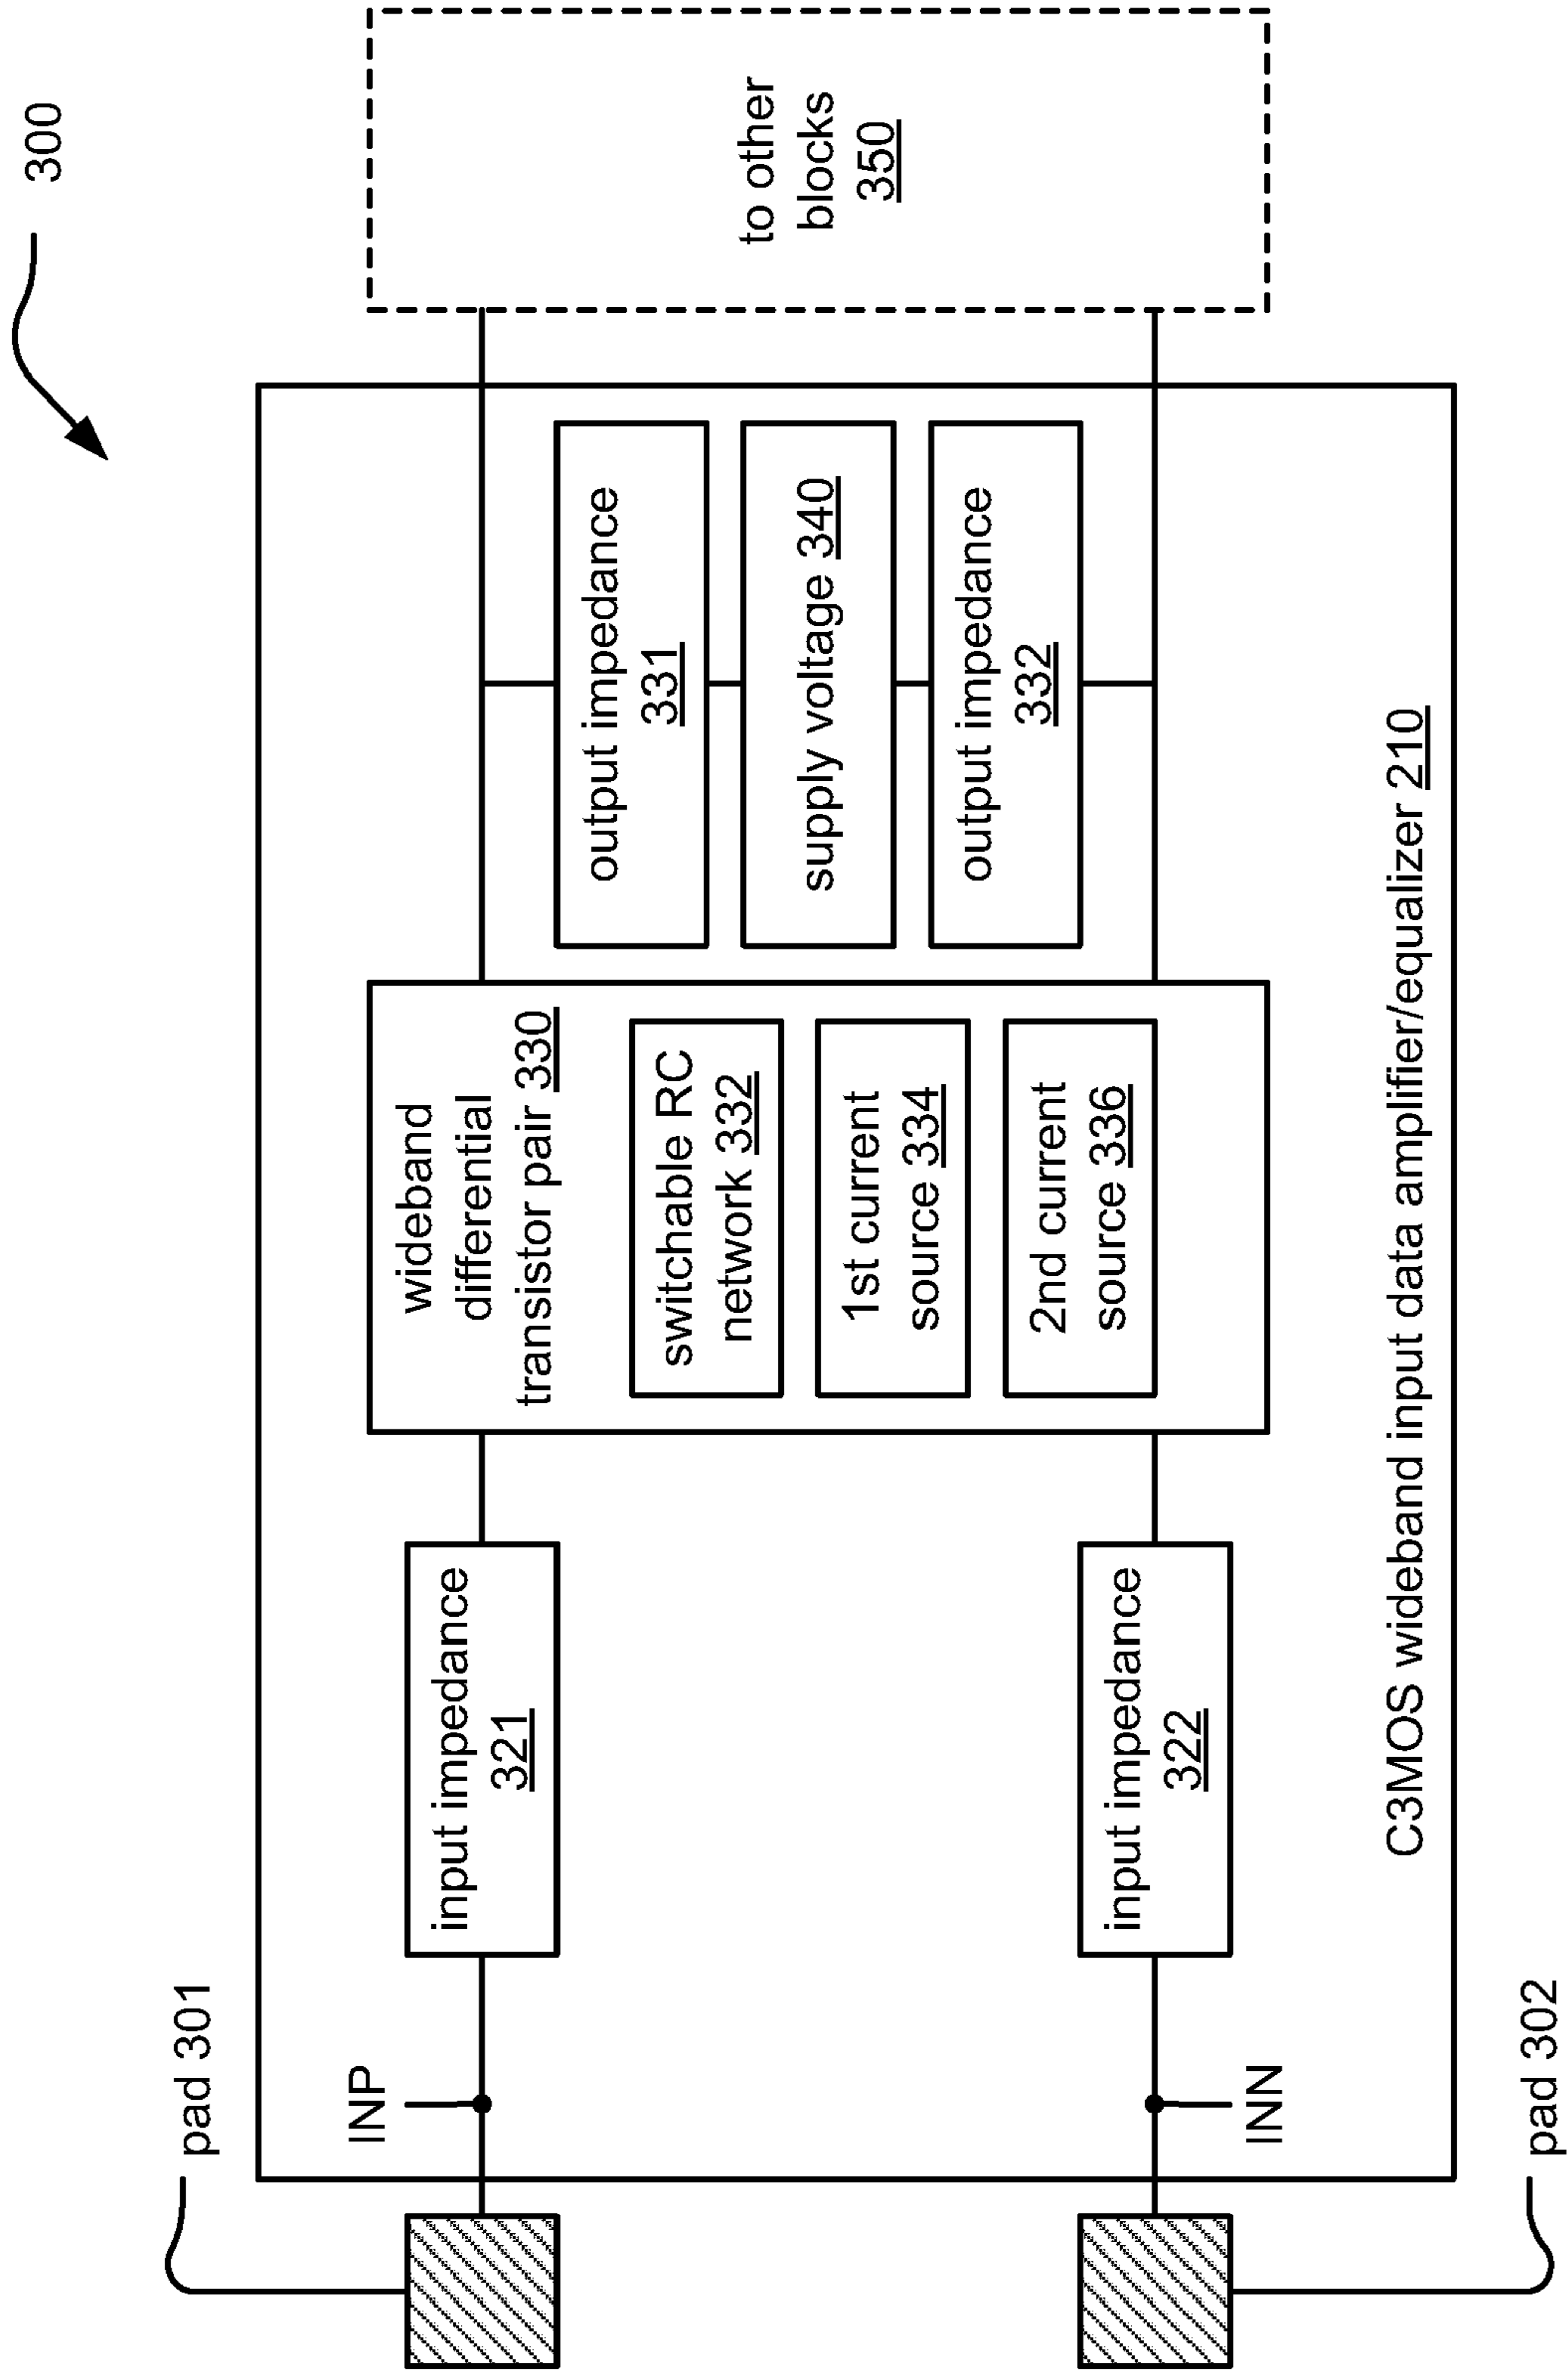 300
pad 301
INP
input impedance
321
wideband
differential
transistor pair 330
switchable RC
network 332
1st current
source 334
2nd current
source 336
output impedance
331
supply voltage 340
output impedance
332
to other
blocks
350
input impedance
322
INN
pad 302
C3MOS wideband input data amplifier/equalizer 210